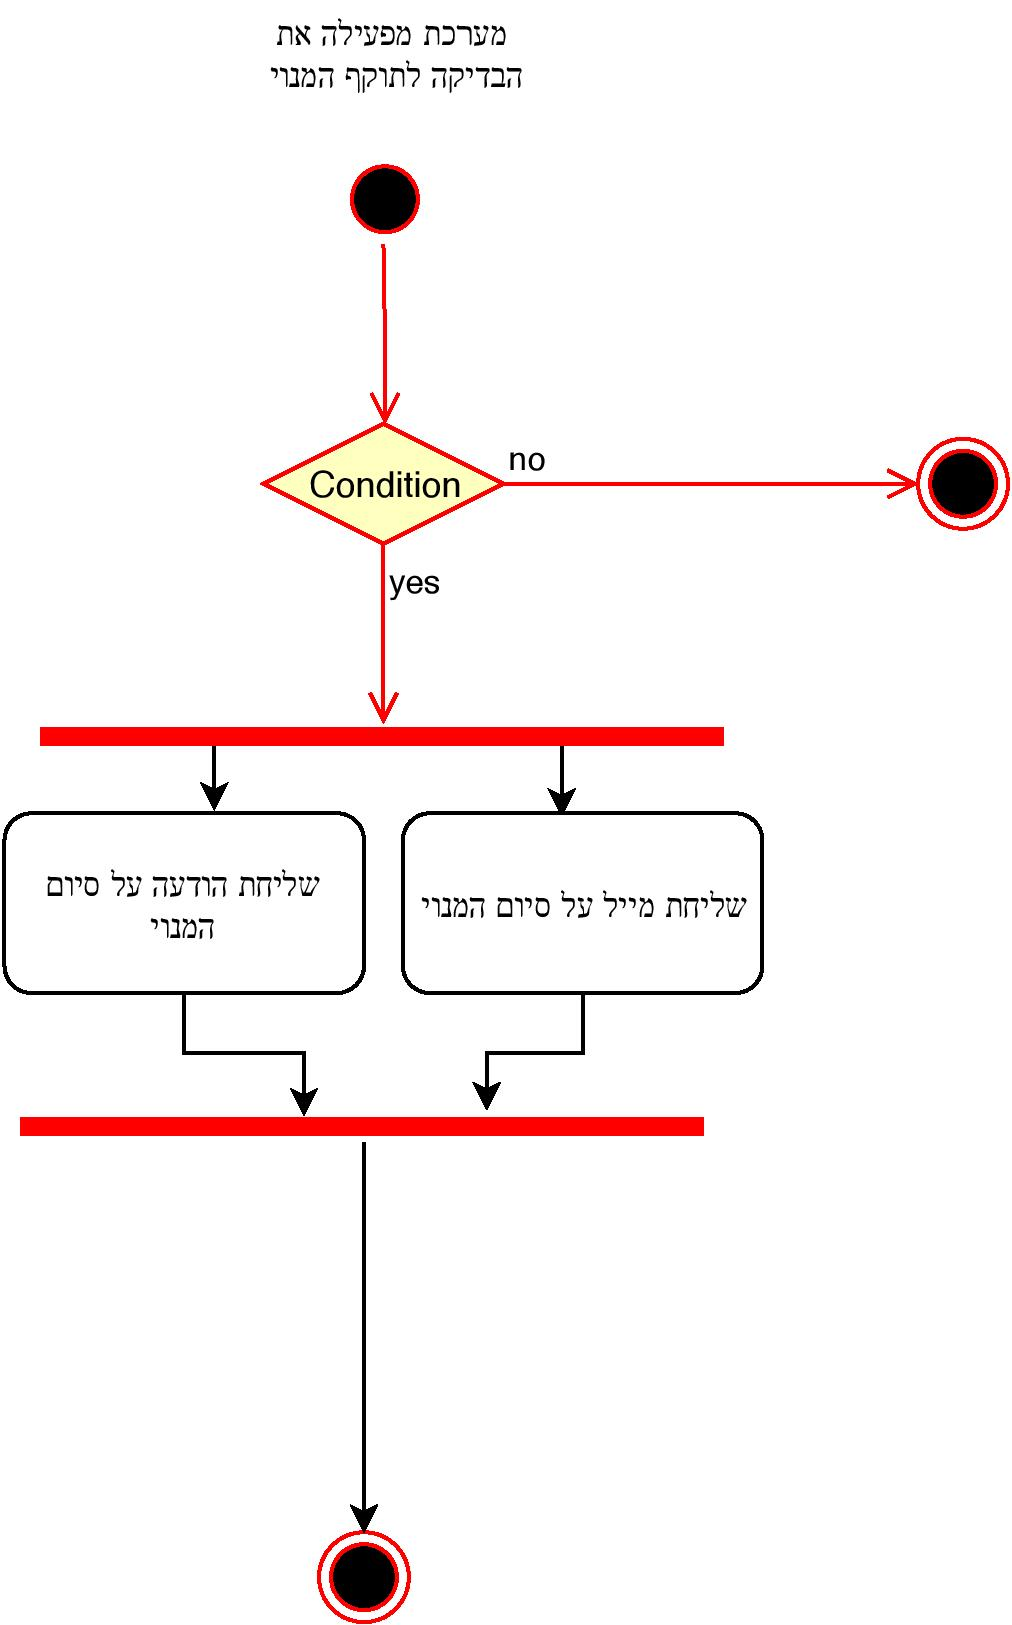 מערכת מפעילה את
הבדיקה לתוקף המנוי
Condition
no
yes
שליחת הודעה על סיום
המנוי
שליחת מייל על סיום המנוי